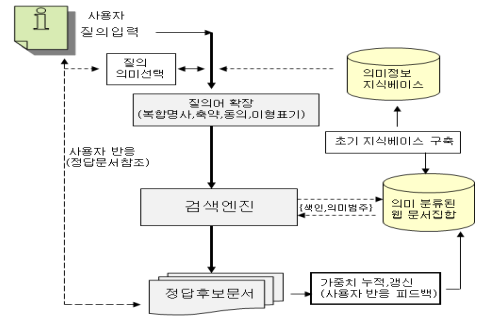 사용자
질의입력
질의
의미선택
의미정보
지식베이스
질의어 확장
(복합명사,축약,동의,이형표기)
초기 지식베이스 구축
사용자 반응
(정답문서참조)
검색엔진
{색인,의미범주}
의미 분류된
웹 문서집합
정답후보문서
가중치 누적,갱신
(사용자 반응 피드백)